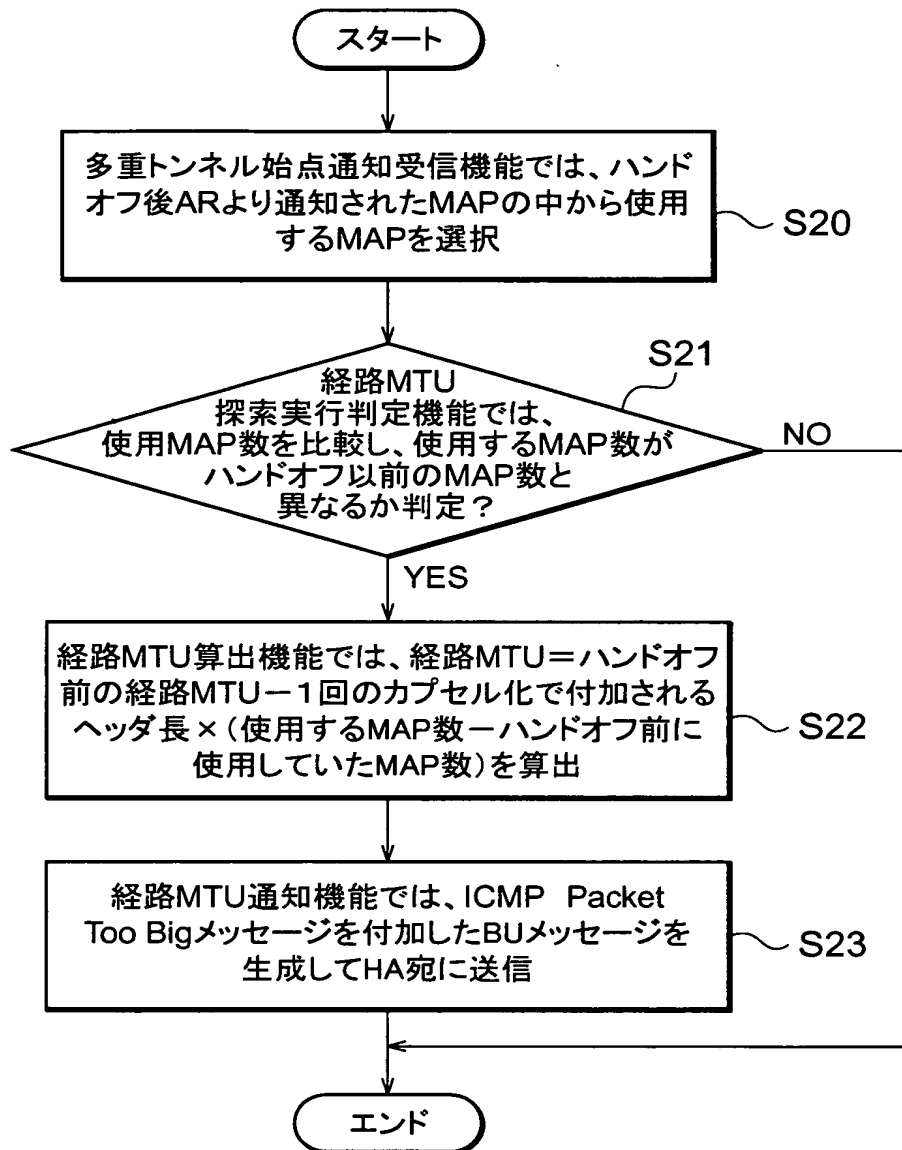 スタート
多重トンネル始点通知受信機能では、ハンド
オフ後ARより通知されたMAPの中から使用
するMAPを選択
S20
S21
経路MTU
探索実行判定機能では、
使用MAP数を比較し、使用するMAP数が
ハンドオフ以前のMAP数と
異なるか判定？
NO
YES
経路MTU算出機能では、経路MTU＝ハンドオフ
前の経路MTU－1回のカプセル化で付加される
ヘッダ長×（使用するMAP数－ハンドオフ前に
使用していたMAP数）を算出
S22
経路MTU通知機能では、ICMP Packet
Too Bigメッセージを付加したBUメッセージを
生成してHA宛に送信
S23
エンド